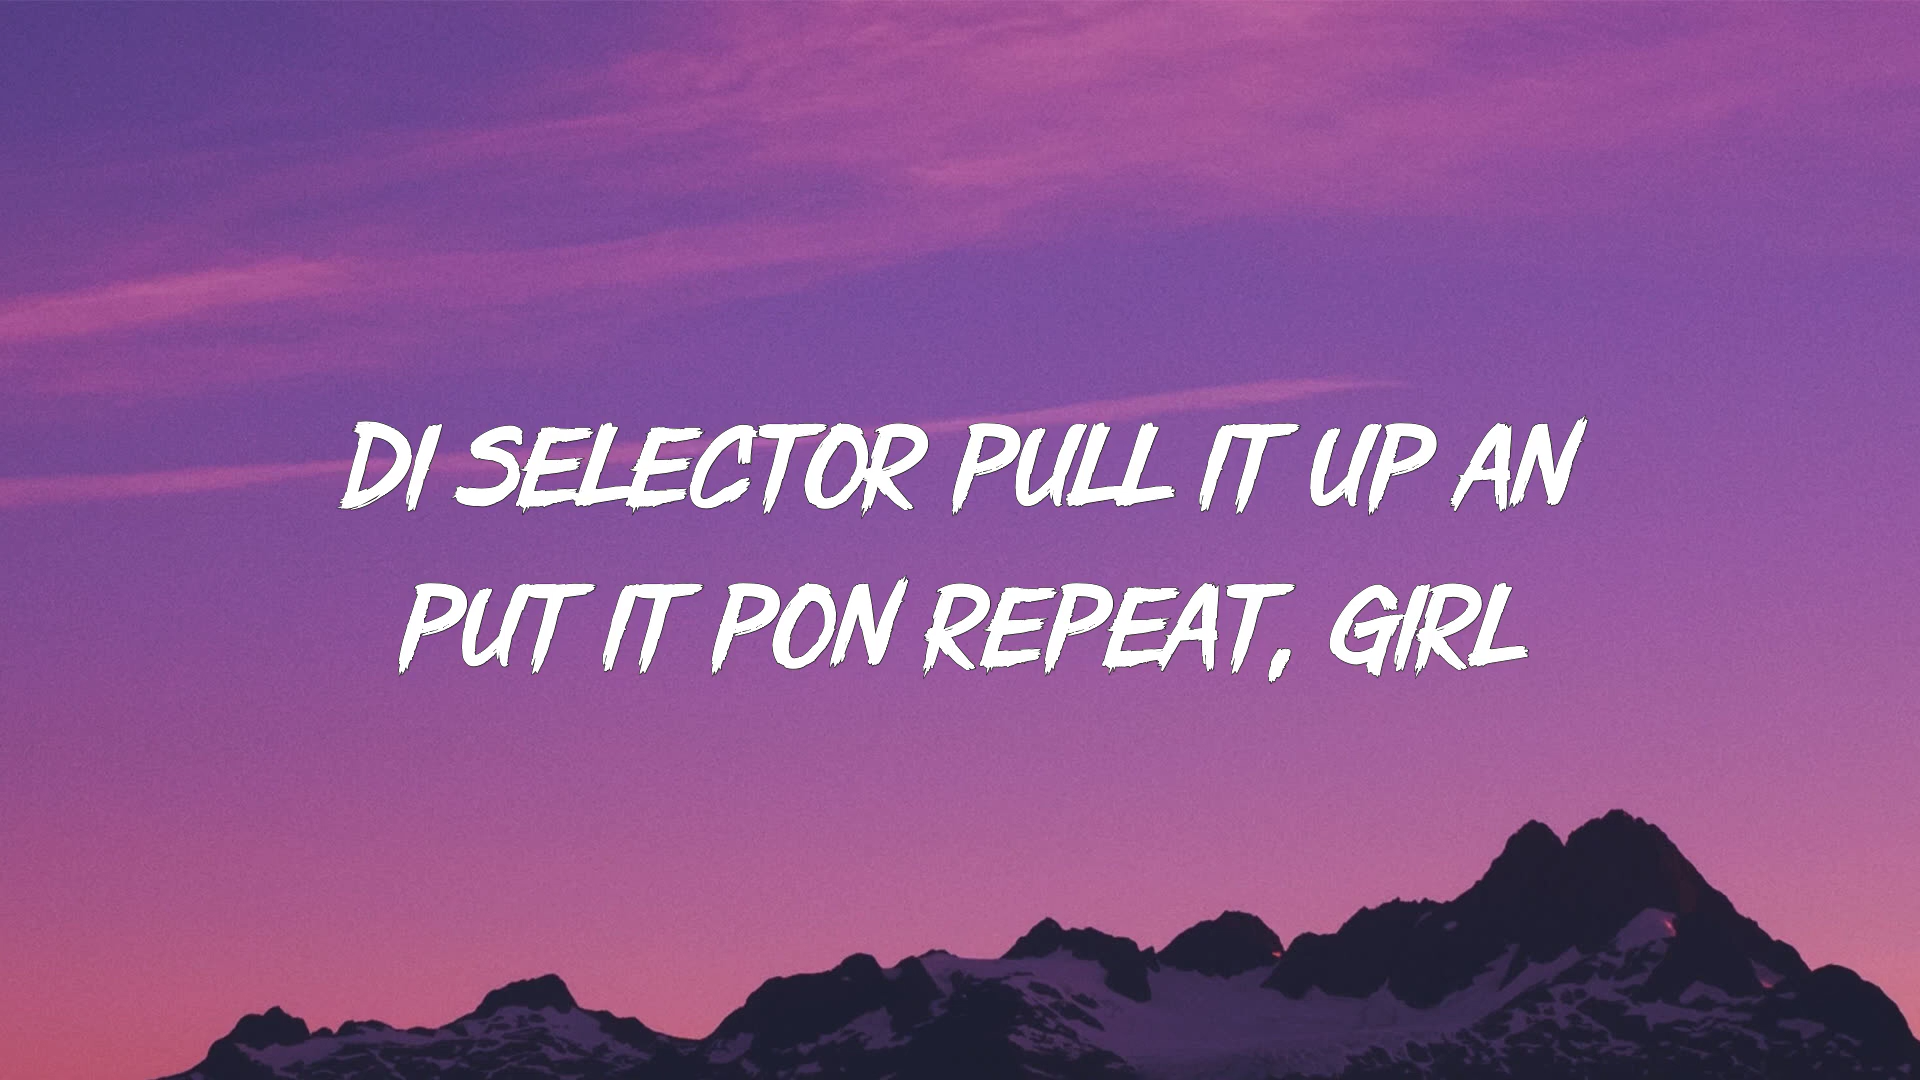 DI SELECTOR PULL IT UP AN
PUT IT PON REPEAT, GIRL